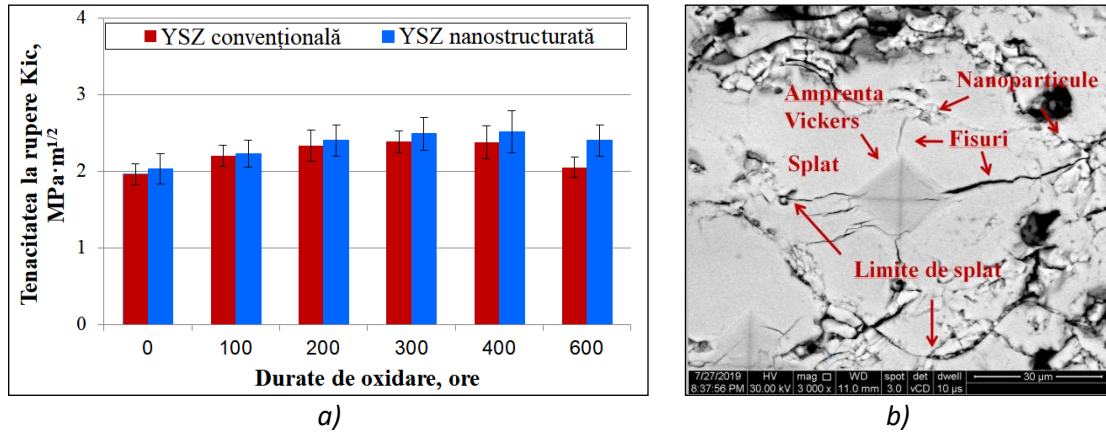 Tenacitatea la rupere Kic,
MPa·m1/2
4
3
2
1
0
YSZ convențională
YSZ nanostructurată
0 100 200 300 400 600
Durate de oxidare, ore
a)
Nanoparticule
Amprenta
Vickers
Fisuri
Splat
Limite de splat
7/27/2019 HV mag WD spot det dwell
8:37:56 PM 30.00 kV 3 000 x 11.0 mm 3.0 vCD 10 µs
30 µm
b)